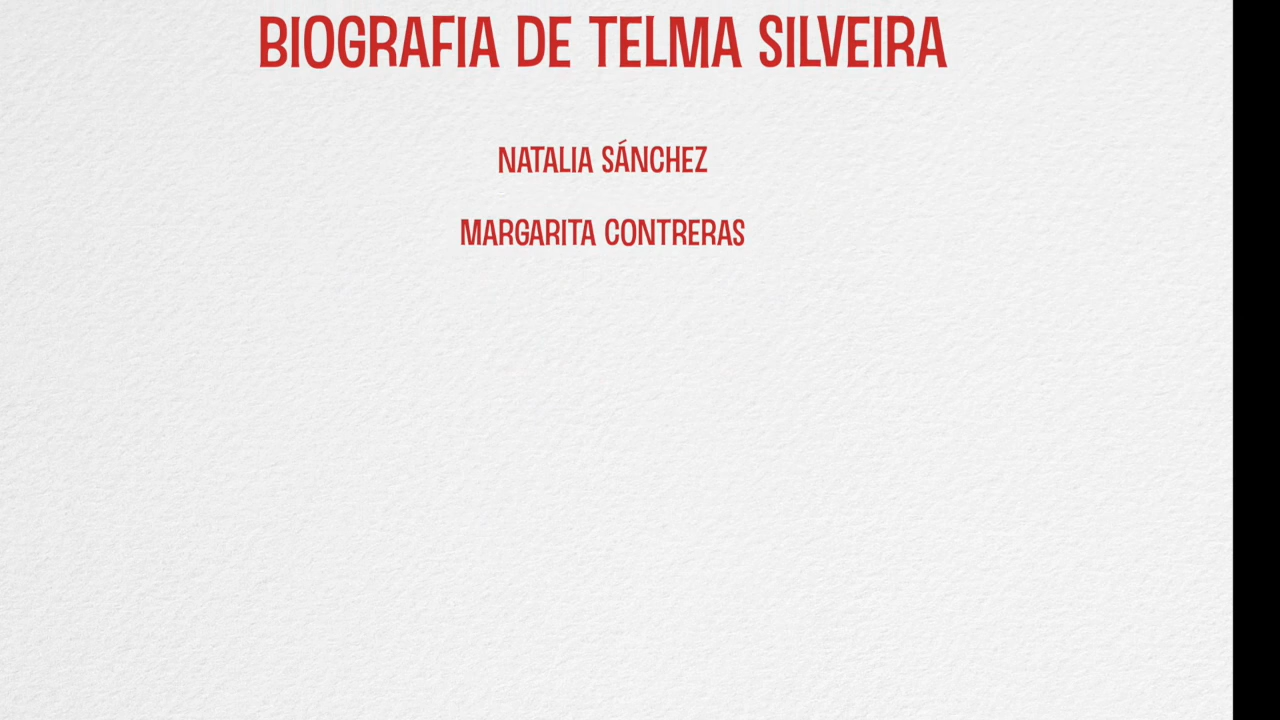 BIOGRAFIA DE TELMA SILVEIRA
NATALIA SÁNCHEZ
MARGARITA CONTRERAS